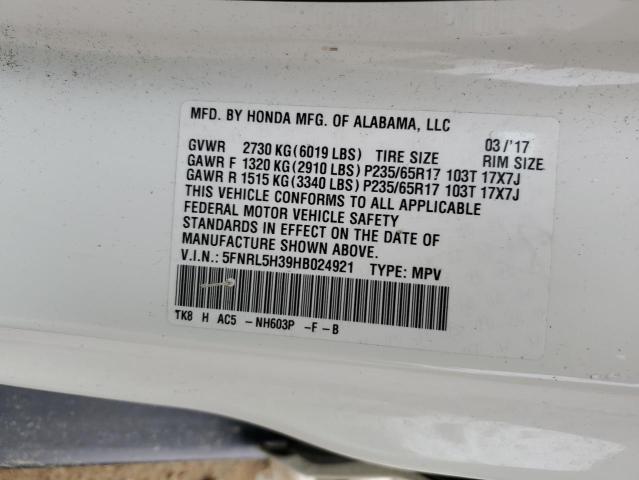 MFD. BY HONDA MFG. OF ALABAMA, LLC
03 /'17
GVWR 2730 KG(6019 LBS) TIRE SIZE RIM SIZE
GAWR F 1320 KG(2910 LBS) P235/65R17 103T 17X7J
GAWR R 1515 KG(3340 LBS) P235/65R17 103T 17X7J
THIS VEHICLE CONFORMS TO ALL APPLICABLE
FEDERAL MOTOR VEHICLE SAFETY
STANDARDS IN EFFECT ON THE DATE OF
MANUFACTURE SHOWN ABOVE.
V.I.N.: 5FNRL5H39HB024921 TYPE: MPV
TK8 H AC5 - NH603P -F-B